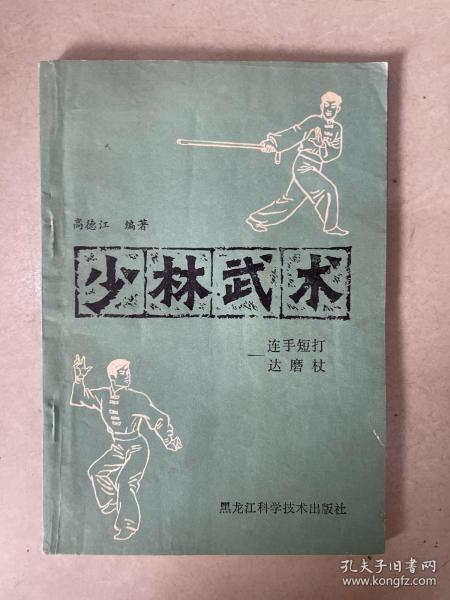 高德江 编著
少林武术
——连手短打
达磨杖
黑龙江科学技术出版社
孔夫子旧书网
www.kongfz.com